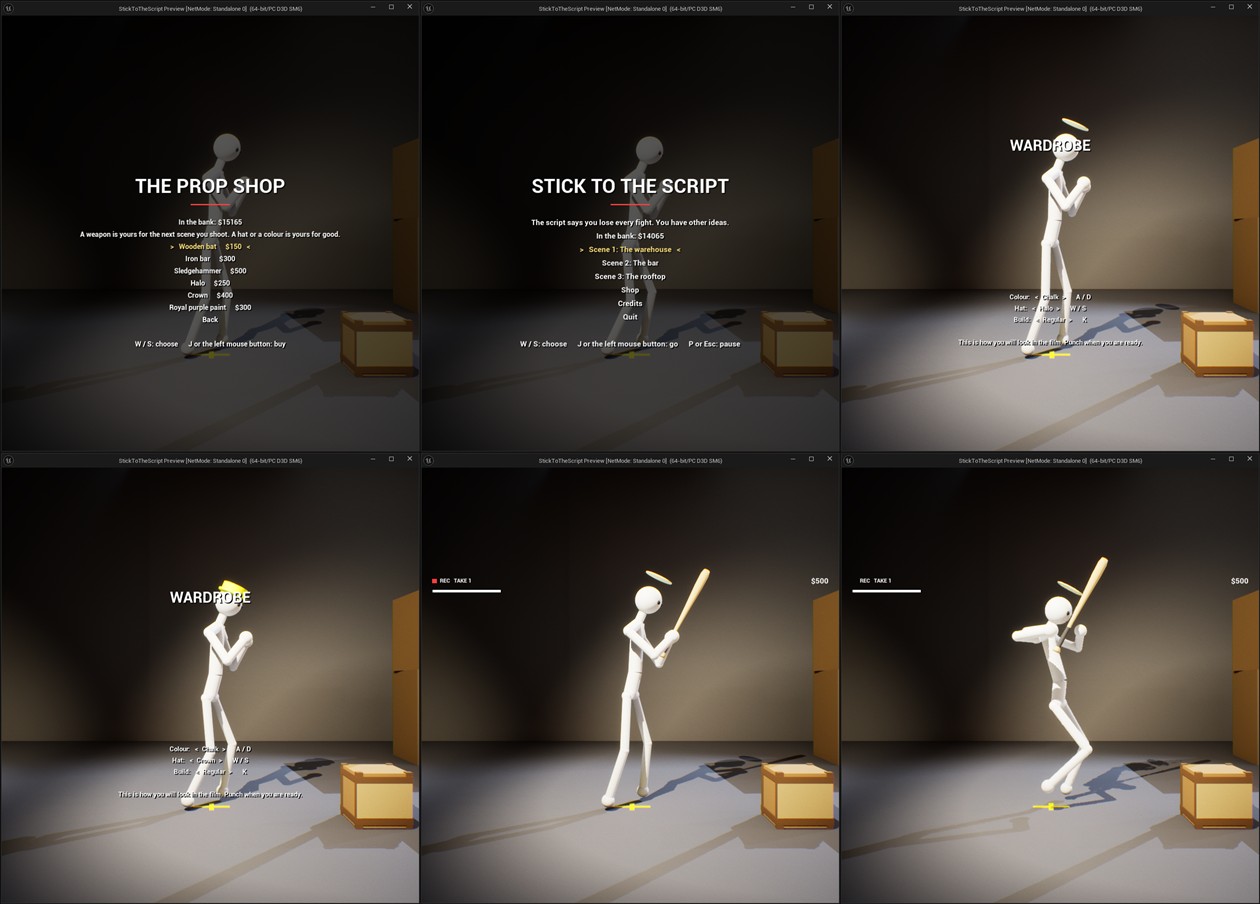 StickToTheScript Preview [NetMode: Standalone 0] (64-bit/PC D3D SM6)
THE PROP SHOP
In the bank: $15165
A weapon is yours for the next scene you shoot. A hat or a colour is yours for good.
> Wooden bat $150 <
Iron bar $300
Sledgehammer $500
Halo $250
Crown $400
Royal purple paint $300
Back
W / S: choose J or the left mouse button: buy
StickToTheScript Preview [NetMode: Standalone 0] (64-bit/PC D3D SM6)
STICK TO THE SCRIPT
The script says you lose every fight. You have other ideas.
In the bank: $14065
> Scene 1: The warehouse <
Scene 2: The bar
Scene 3: The rooftop
Shop
Credits
Quit
W / S: choose J or the left mouse button: go P or Esc: pause
StickToTheScript Preview [NetMode: Standalone 0] (64-bit/PC D3D SM6)
WARDROBE
Colour: < Chalk > A / D
Hat: < Halo > W / S
Build: < Regular > K
This is how you will look in the film. Punch when you are ready.
StickToTheScript Preview [NetMode: Standalone 0] (64-bit/PC D3D SM6)
WARDROBE
Colour: < Chalk > A / D
Hat: < Crown > W / S
Build: < Regular > K
This is how you will look in the film. Punch when you are ready.
StickToTheScript Preview [NetMode: Standalone 0] (64-bit/PC D3D SM6)
REC TAKE 1
$500
StickToTheScript Preview [NetMode: Standalone 0] (64-bit/PC D3D SM6)
REC TAKE 1
$500